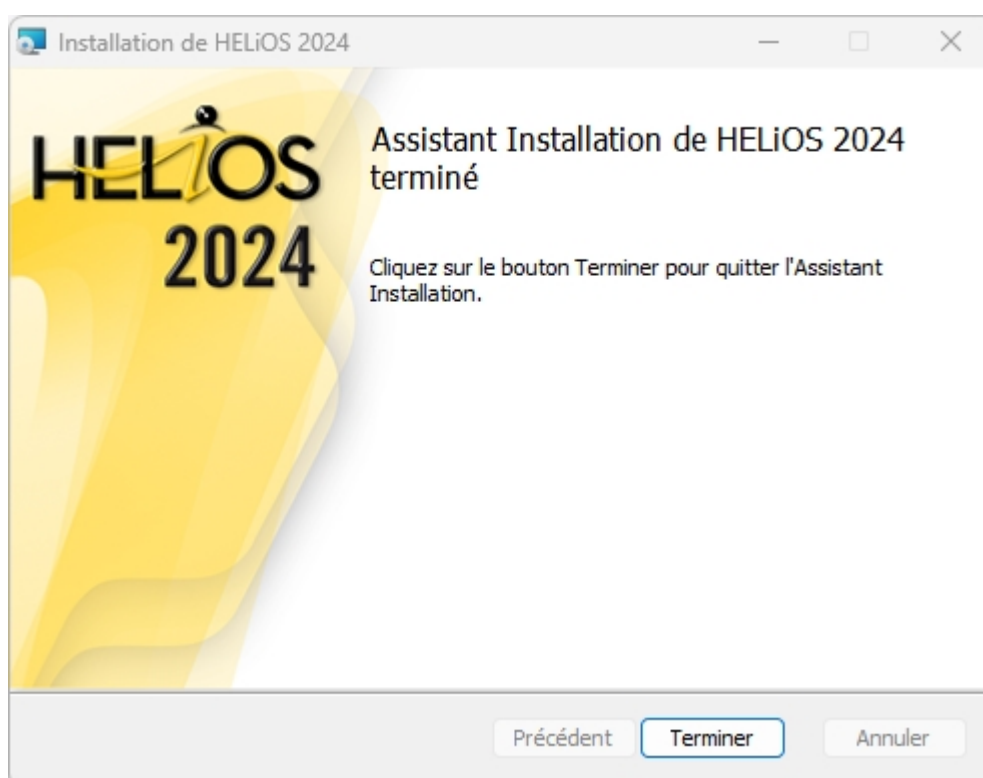 Installation de HELiOS 2024
HELiOS
2024
Assistant Installation de HELiOS 2024
terminé
Cliquez sur le bouton Terminer pour quitter l'Assistant
Installation.
Précédent Terminer Annuler